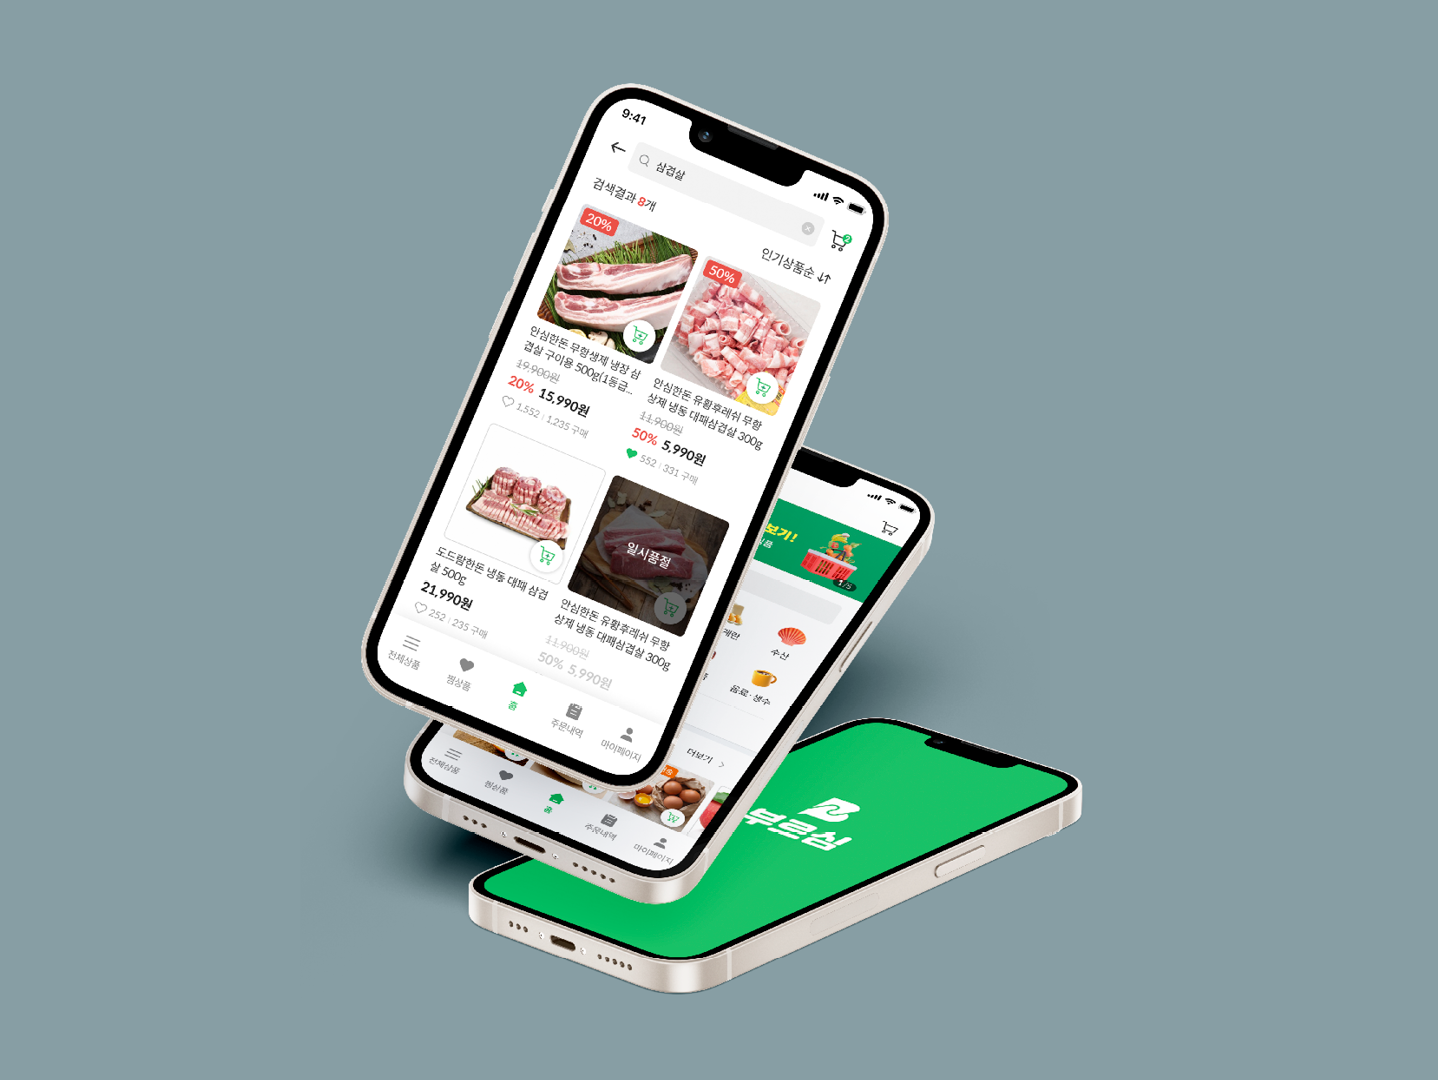 9:41
삼겹살
검색결과 8개
2
인기상품순
20%
50%
안심한돈 무항생제 냉장 삼
겹살 구이용 500g(1등급...
19,900원
20% 15,990원
1,552 | 1,235 구매
안심한돈 유황후레쉬 무항
상제 냉동 대패삼겹살 300g
11,900원
50% 5,990원
552 | 331 구매
도드람한돈 냉동 대패 삼겹
살 500g
21,990원
252 | 235 구매
일시품절
안심한돈 유황후레쉬 무항
상제 냉동 대패삼겹살 300g
11,900원
50% 5,990원
전체상품
찜상품
홈
주문내역
마이페이지
보기!
1/5
계란
수산
음료·생수
더보기
전체상품
찜상품
홈
주문내역
마이페이지
부로심